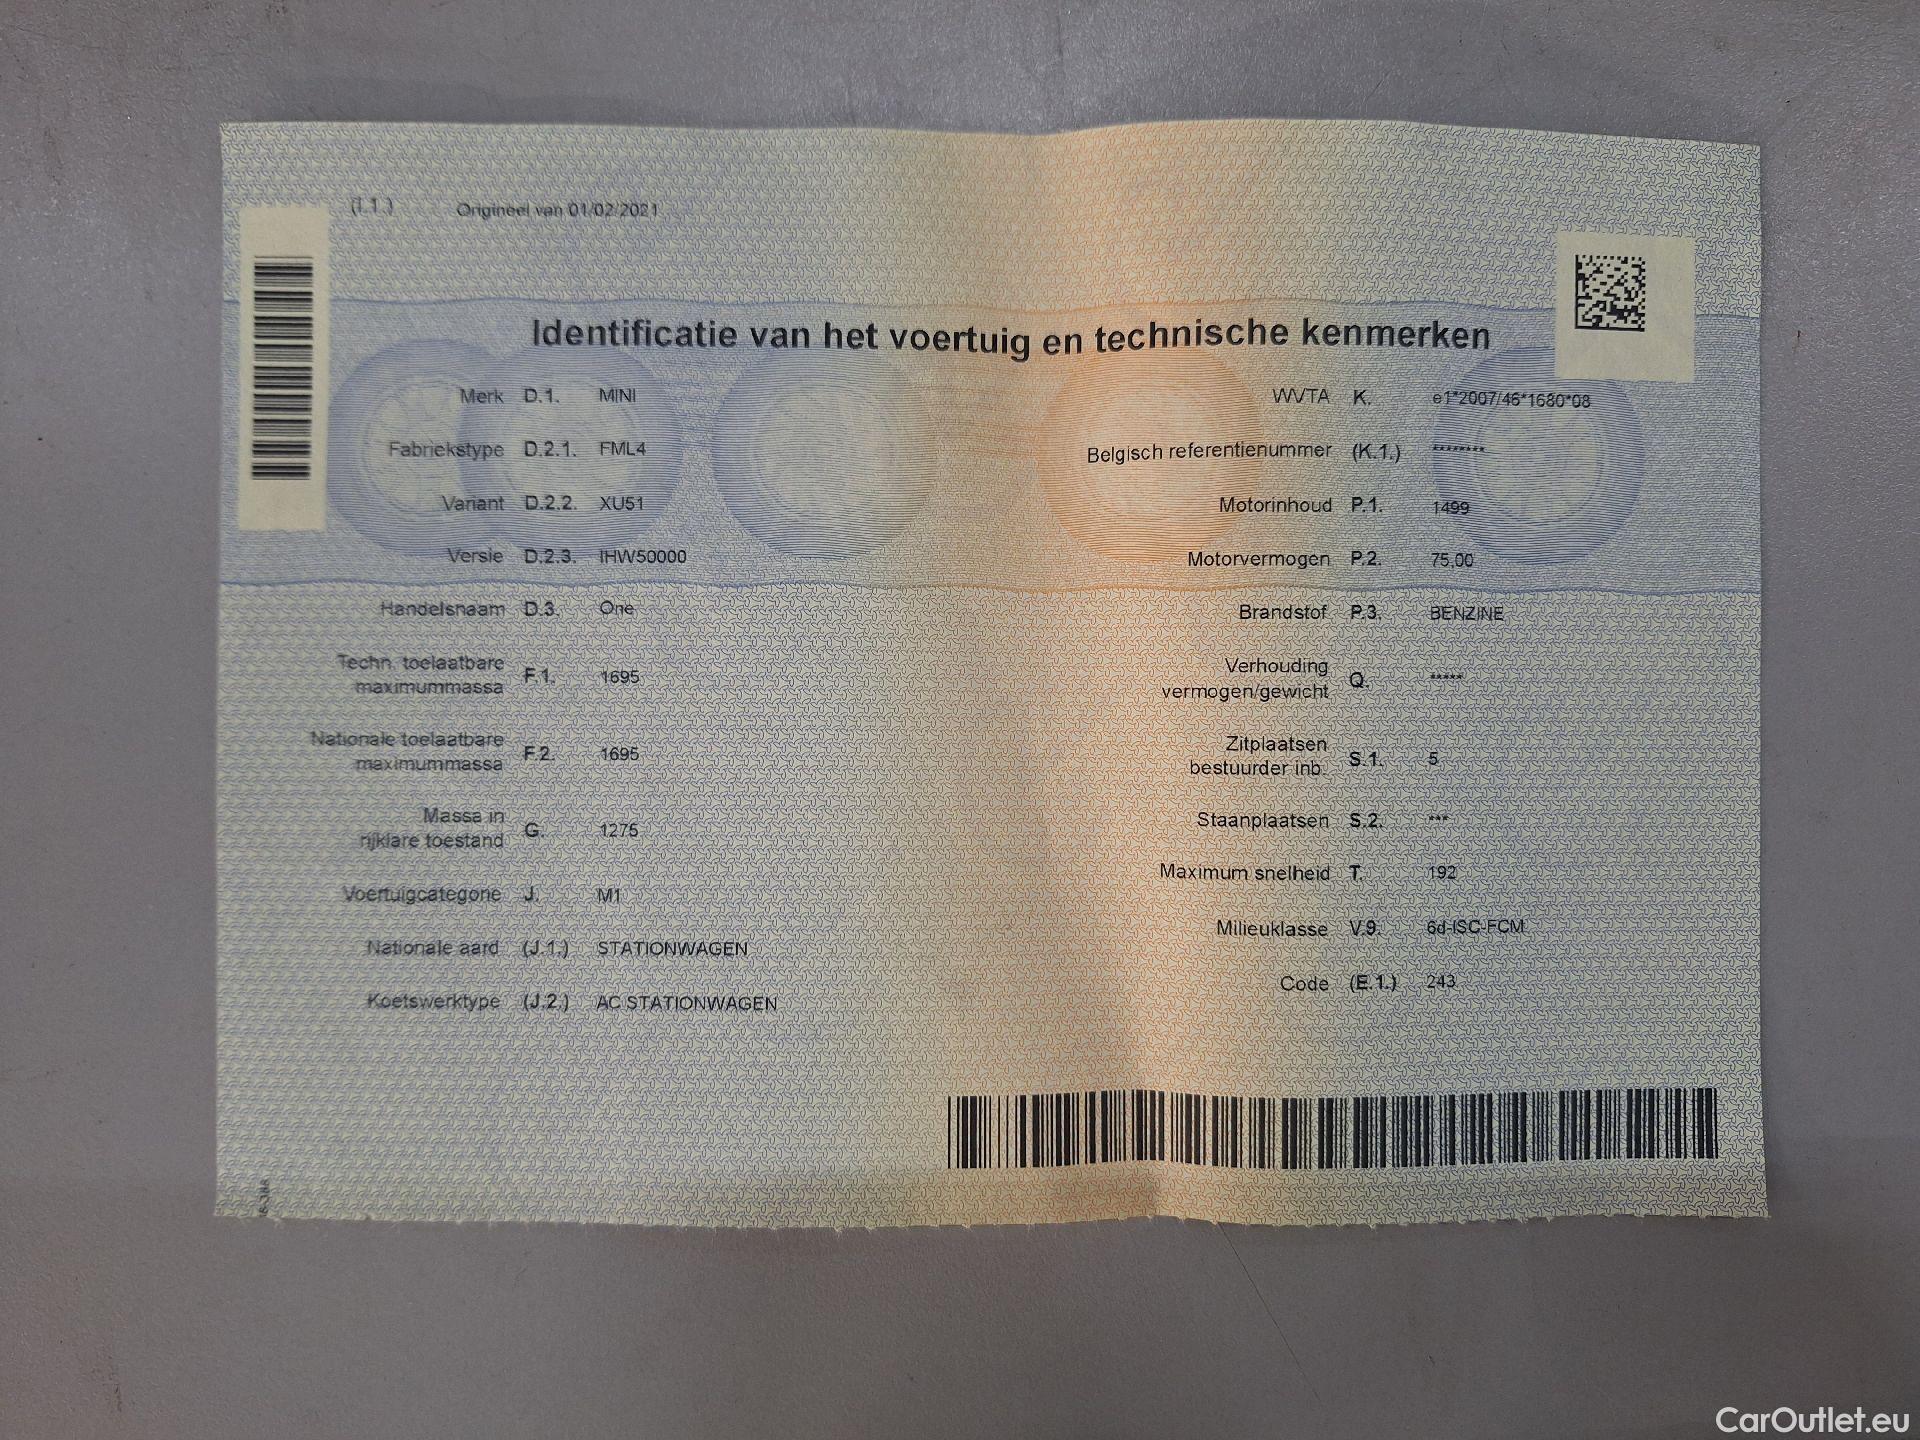 (I.1.) Origineel van 01/02/2021
Identificatie van het voertuig en technische kenmerken
Merk D.1. MINI
Fabriekstype D.2.1. FML4
Variant D.2.2. XU51
Versie D.2.3. IHW50000
Handelsnaam D.3. One
Techn. toelaatbare
maximummassa F.1. 1695
Nationale toelaatbare
maximummassa F.2. 1695
Massa in
rijklare toestand G. 1275
Voertuigcategorie J. M1
Nationale aard (J.1.) STATIONWAGEN
Koetswerktype (J.2.) AC STATIONWAGEN
WVTA K. e1*2007/46*1680*08
Belgisch referentienummer (K.1.) ********
Motorinhoud P.1. 1499
Motorvermogen P.2. 75,00
Brandstof P.3. BENZINE
Verhouding
vermogen/gewicht Q. *****
Zitplaatsen
bestuurder inb. S.1. 5
Staanplaatsen S.2. ***
Maximum snelheid T. 192
Milieuklasse V.9. 6d-ISC-FCM
Code (E.1.) 243
CarOutlet.eu